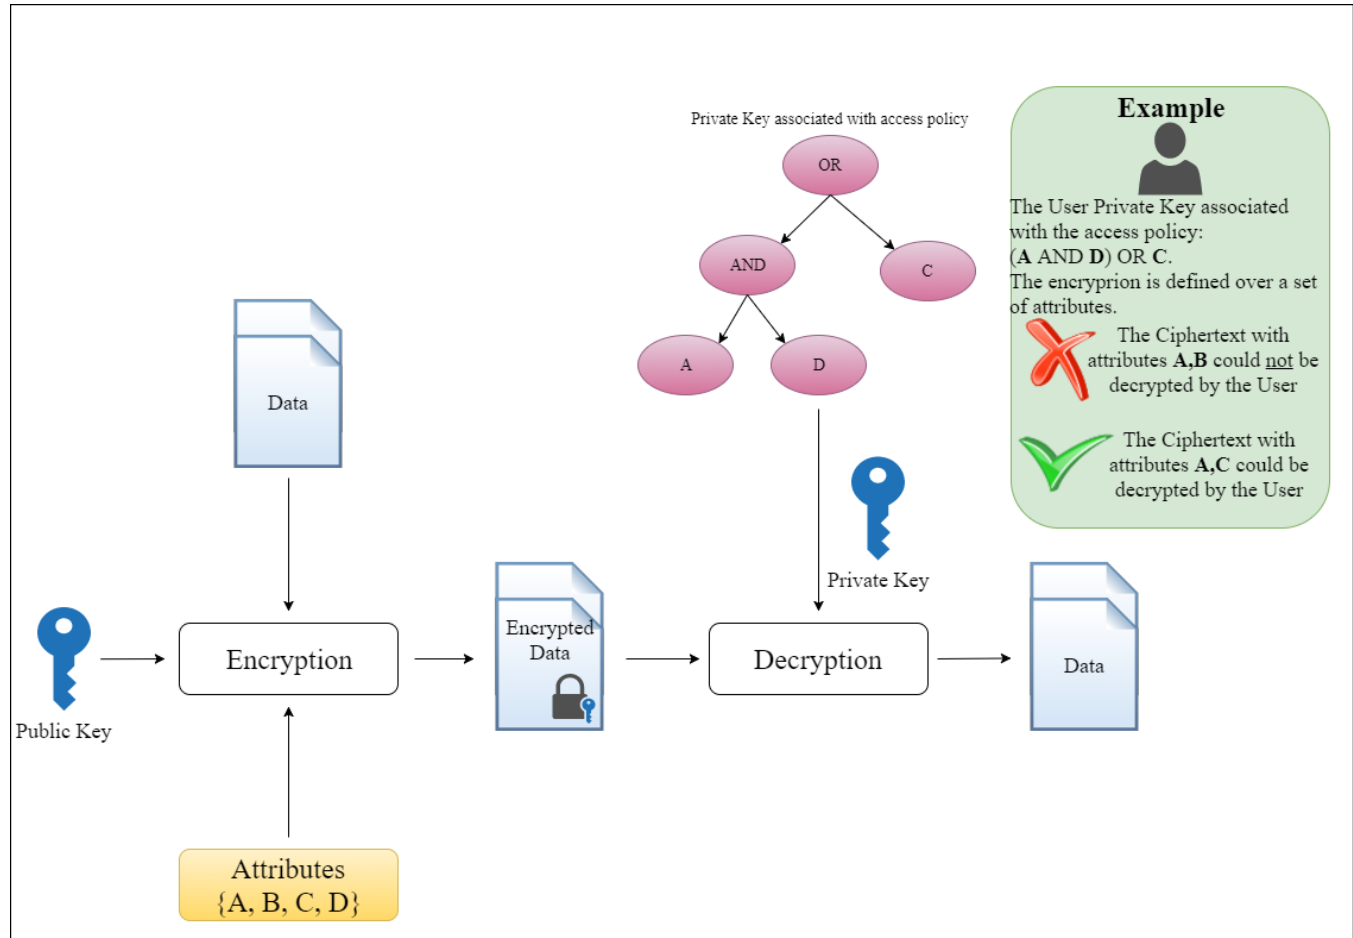 Private Key associated with access policy
OR
AND
C
A
D
Example
The User Private Key associated
with the access policy:
(A AND D) OR C.
The encryprion is defined over a set
of attributes.
The Ciphertext with
attributes A,B could not be
decrypted by the User
The Ciphertext with
attributes A,C could be
decrypted by the User
Data
Private Key
Public Key
Encryption
Encrypted
Data
Decryption
Data
Attributes
{A, B, C, D}